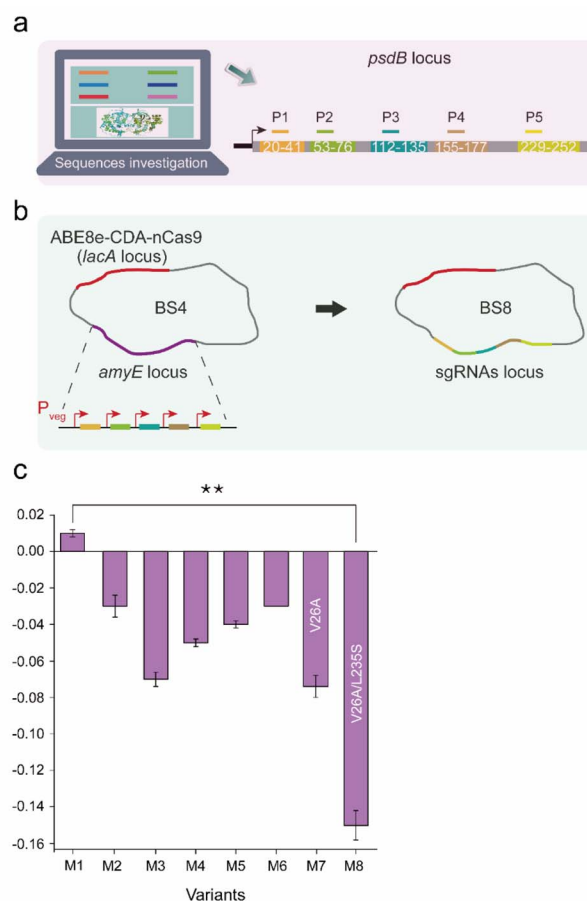 a
psdB locus
P1 P2 P3 P4 P5
20-41 53-76 112-135 155-177 229-252
Sequences investigation
b
ABE8e-CDA-nCas9
(lacA locus)
BS4
BS8
amyE locus
sgRNAs locus
Pveg
c
★★
0.02
0.00
-0.02
-0.04
-0.06
-0.08
-0.10
-0.12
-0.14
-0.16
V26A
V26A/L235S
M1 M2 M3 M4 M5 M6 M7 M8
Variants